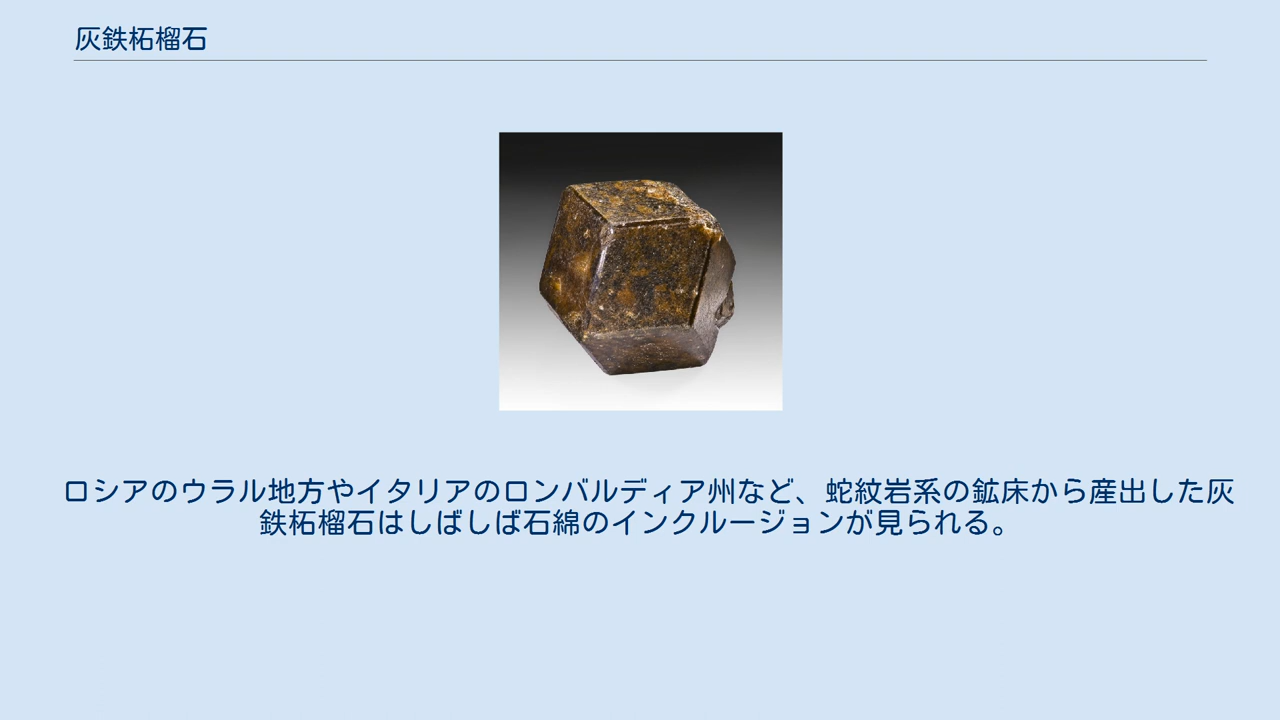 灰鉄柘榴石
ロシアのウラル地方やイタリアのロンバルディア州など、蛇紋岩系の鉱床から産出した灰
鉄柘榴石はしばしば石綿のインクルージョンが見られる。